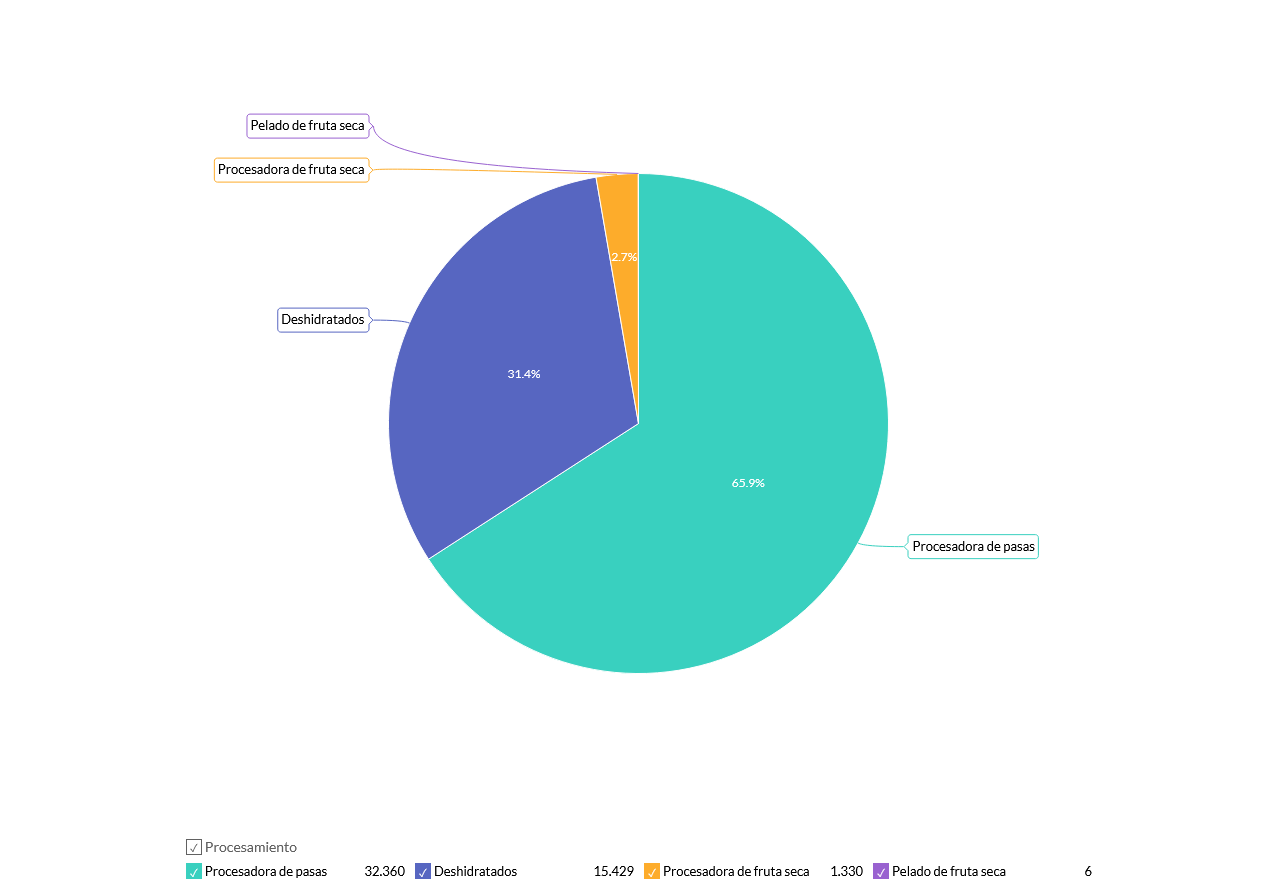 Pelado de fruta seca
Procesadora de fruta seca
2.7%
Deshidratados
31.4%
65.9%
Procesadora de pasas
Procesamiento
Procesadora de pasas 32.360 Deshidratados 15.429 Procesadora de fruta seca 1.330 Pelado de fruta seca 6